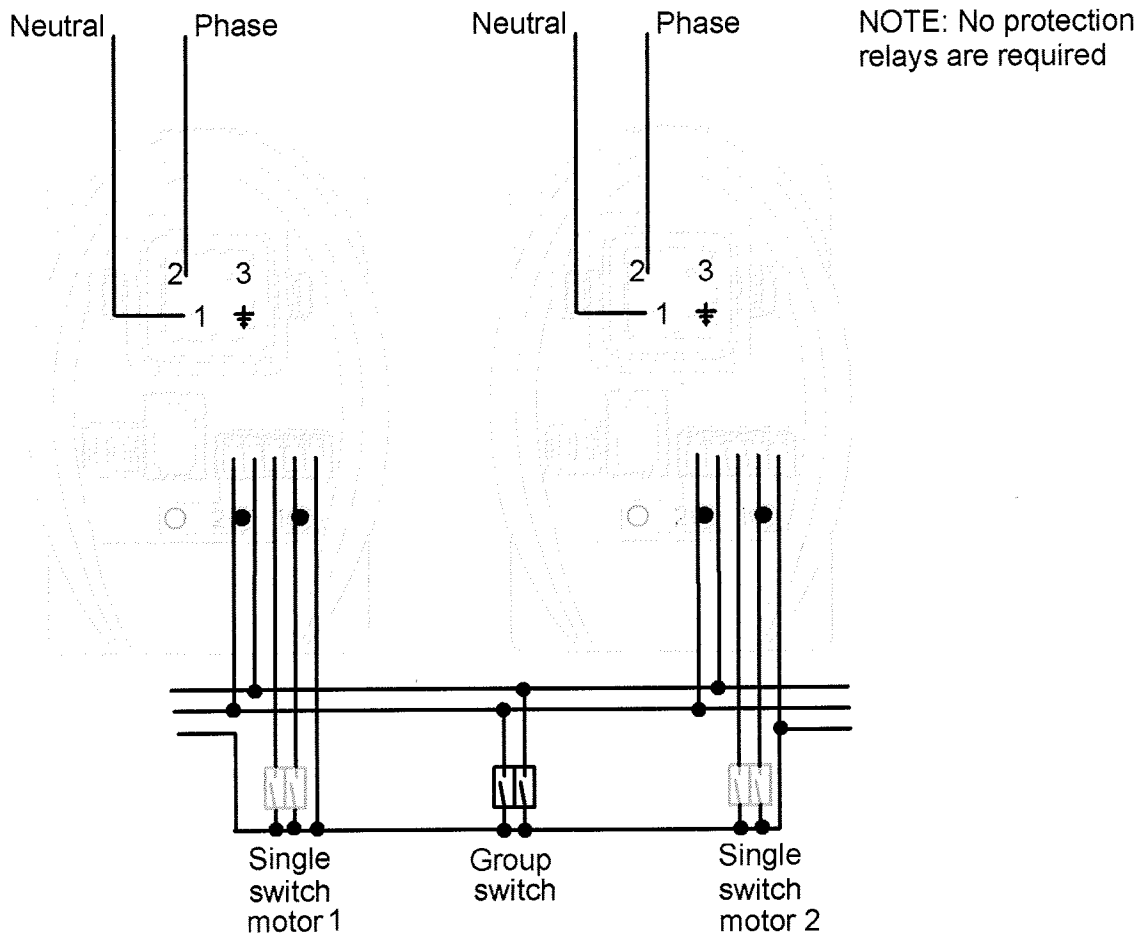 Neutral Phase
Neutral Phase
NOTE: No protection
relays are required
2 3
1
2 3
1
Single
switch
motor 1
Group
switch
Single
switch
motor 2